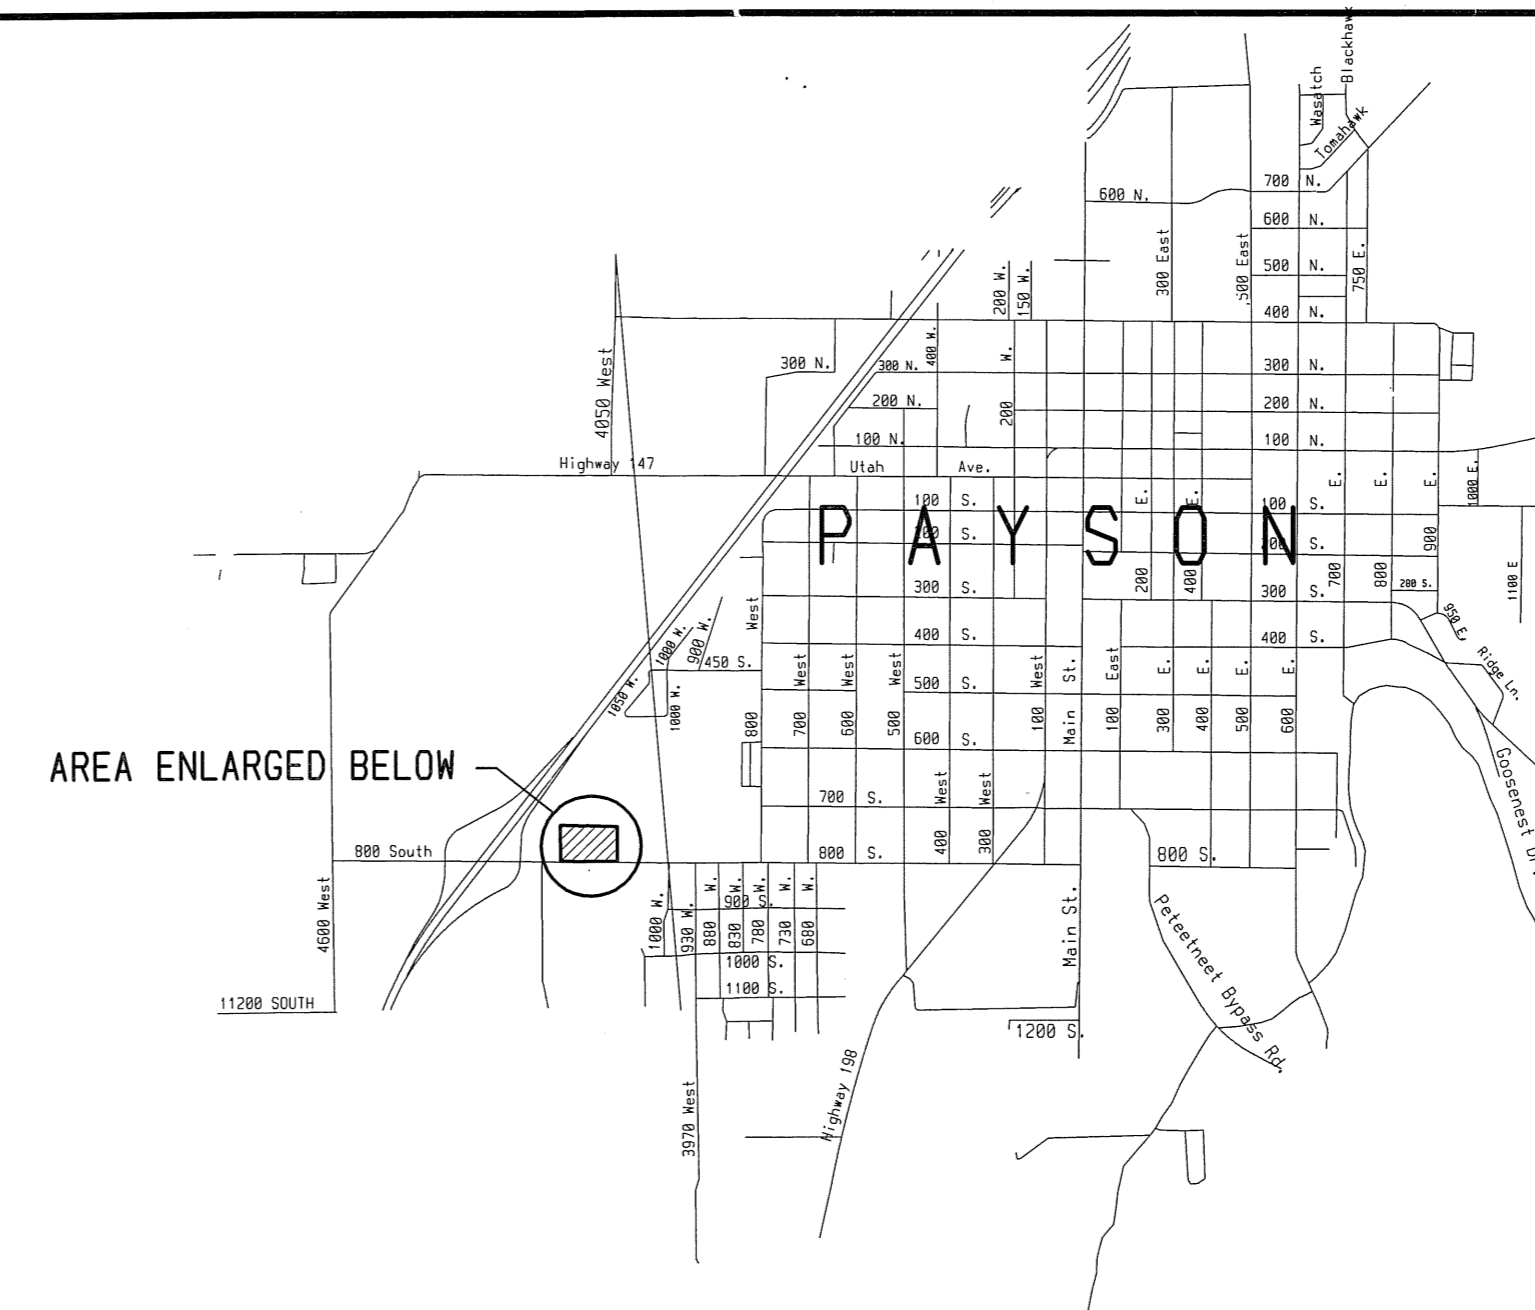 Blackhawk
Wasatch
Tomahawk
700 N.
600 N.
600 N.
300 East
500 East
500 N.
750 E.
200 W.
150 W.
400 N.
4050 West
300 N.
300 N.
400 W.
W.
200
300 N.
200 N.
200 N.
100 N.
100 N.
Highway 147
Utah Ave.
100 S.
E.
E.
100 S.
E.
E.
E.
1000 E.
PAYSON
S.
200 S.
900
200
400
700
800
200 S.
1100 E
300 S.
300 S.
West
1000 W.
900 W.
450 S.
400 S.
400 S.
950 E.
Ridge Ln.
1050 W.
1000 W.
800
West
700
West
600
West
500
500 S.
West
100
St.
Main
East
100
E.
300
E.
400
E.
500
E.
600
600 S.
AREA ENLARGED BELOW
Goosenest Dr.
700 S.
West
400
West
300
800 South
800 S.
800 S.
4600 West
1000 W.
930 W.
880 W.
830 W.
780 W.
730 W.
680 W.
900 S.
1000 S.
1100 S.
Main St.
Peteetneet Bypass Rd.
11200 SOUTH
1200 S.
3970 West
Highway 198